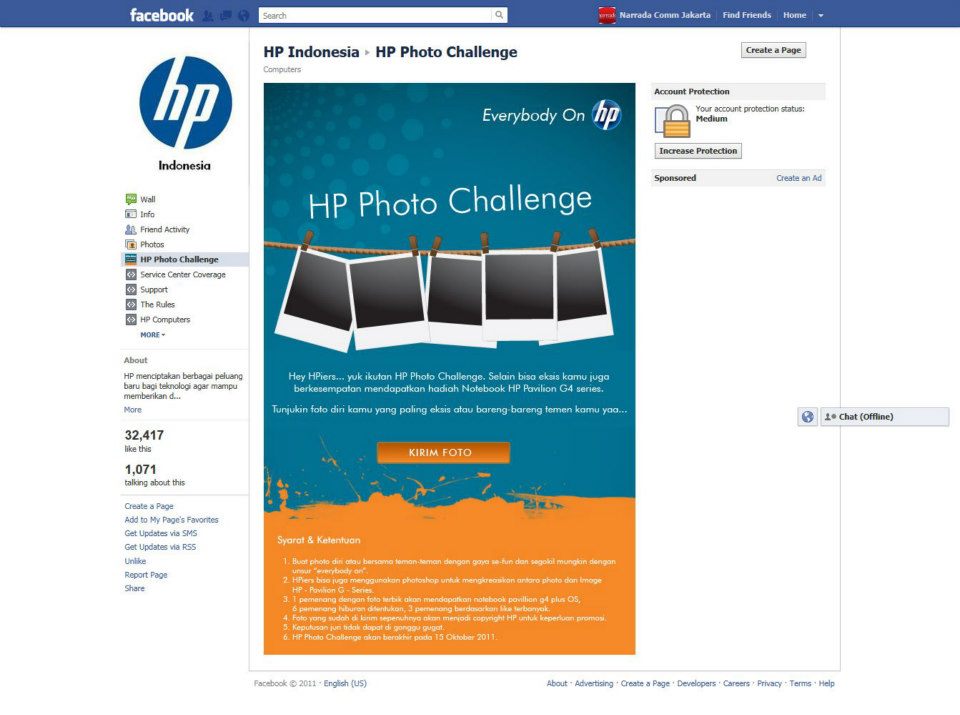 facebook
Search
Narrada Comm Jakarta
Find Friends
Home
hp
Indonesia
Wall
Info
Friend Activity
Photos
HP Photo Challenge
Service Center Coverage
Support
The Rules
HP Computers
MORE
About
HP menciptakan berbagai peluang
baru bagi teknologi agar mampu
memberikan d...
More
32,417
like this
1,071
talking about this
Create a Page
Add to My Page's Favorites
Get Updates via SMS
Get Updates via RSS
Unlike
Report Page
Share
HP Indonesia ▸ HP Photo Challenge
Computers
Create a Page
Everybody On hp
HP Photo Challenge
Hey HPiers... yuk ikutan HP Photo Challenge. Selain bisa eksis kamu juga
berkesempatan mendapatkan hadiah Notebook HP Pavilion G4 series.
Tunjukin foto diri kamu yang paling eksis atau bareng-bareng temen kamu yaa...
KIRIM FOTO
Syarat & Ketentuan
1. Buat photo diri atau bersama teman-teman dengan gaya se-fun dan segokil mungkin dengan
unsur "everybody on".
2. HPiers bisa juga menggunakan photoshop untuk mengkreasikan antara photo dan Image
HP - Pavilion G - Series.
3. 1 pemenang dengan foto terbik akan mendapatkan notebook pavilion g4 plus OS,
6 pemenang hiburan ditentukan, 3 pemenang berdasarkan like terbanyak.
4. Foto yang sudah di kirim sepenuhnya akan menjadi copyright HP untuk keperluan promosi.
5. Keputusan juri tidak dapat di ganggu gugat.
6. HP Photo Challenge akan berakhir pada 15 Oktober 2011.
Account Protection
Your account protection status:
Medium
Increase Protection
Sponsored
Create an Ad
Chat (Offline)
Facebook © 2011 · English (US)
About · Advertising · Create a Page · Developers · Careers · Privacy · Terms · Help